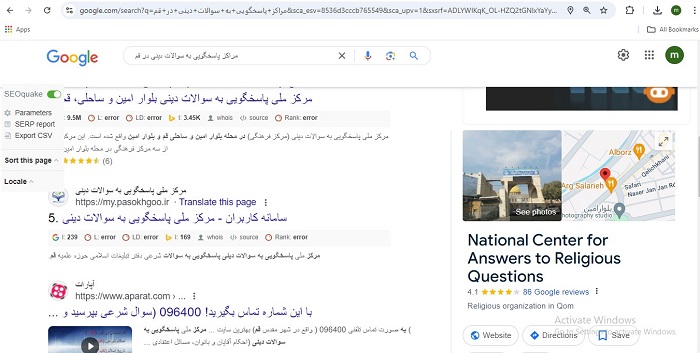 google.com/search?q=مراکز+پاسخگویی+به+سوالات+دینی+در+قم&sca_esv=8536d3cccb765549&sca_upv=1&sxsrf=
Apps
All Bookmarks
Google
مراکز پاسخگویی به سوالات دینی در قم
m
SEOquake
Parameters
SERP report
Export CSV
Sort this page
Locale
مرکز ملی پاسخگویی به سوالات دینی بلوار امین و ساحلی، قم
9.5M L: error LD: error I: 3.45K whois source Rank: error
مرکز ملی پاسخگویی به سوالات دینی (مرکز فرهنگی) در محله بلوار امین و ساحلی قم و بلوار امین واقع شده است. این مرکز
از سه مرکز فرهنگی در محله بلوار امین
(6)
مرکز ملی پاسخگویی به سوالات دینی
https://my.pasokhgoo.ir · Translate this page
5. سامانه کاربران - مرکز ملی پاسخگویی به سوالات دینی
I: 239 L: error LD: error I: 169 whois source Rank: error
مرکز ملی پاسخگویی به سوالات دینی پاسخگویی به سوالات شرعی دفتر تبلیغات اسلامی حوزه علمیه قم.
آپارات
https://www.aparat.com › ...
با این شماره تماس بگیرید! 096400 (سوال شرعی بپرسید و ...
به صورت تماس تلفنی 096400 ( واقع در شهر مقدس قم) بهترین سایت ... مرکز ملی پاسخگویی به
سوالات دینی (احکام آقایان و بانوان، مسائل اعتقادی ...
See photos
Alborz
Arg Salaneh
Safari
Naser Jan
بلوارامین
hotography studio
National Center for
Answers to Religious
Questions
4.1 86 Google reviews
Religious organization in Qom
Activate Windows
Go to Settings to activate Windows.
Website
Directions
Save